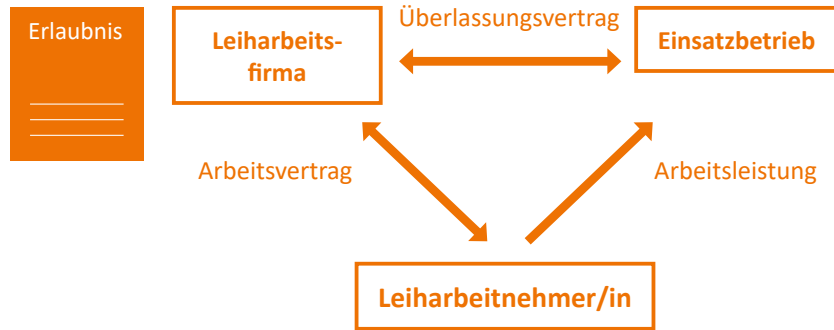 Erlaubnis
Leiharbeits-
firma
Überlassungsvertrag
Einsatzbetrieb
Arbeitsvertrag
Arbeitsleistung
Leiharbeitnehmer/in